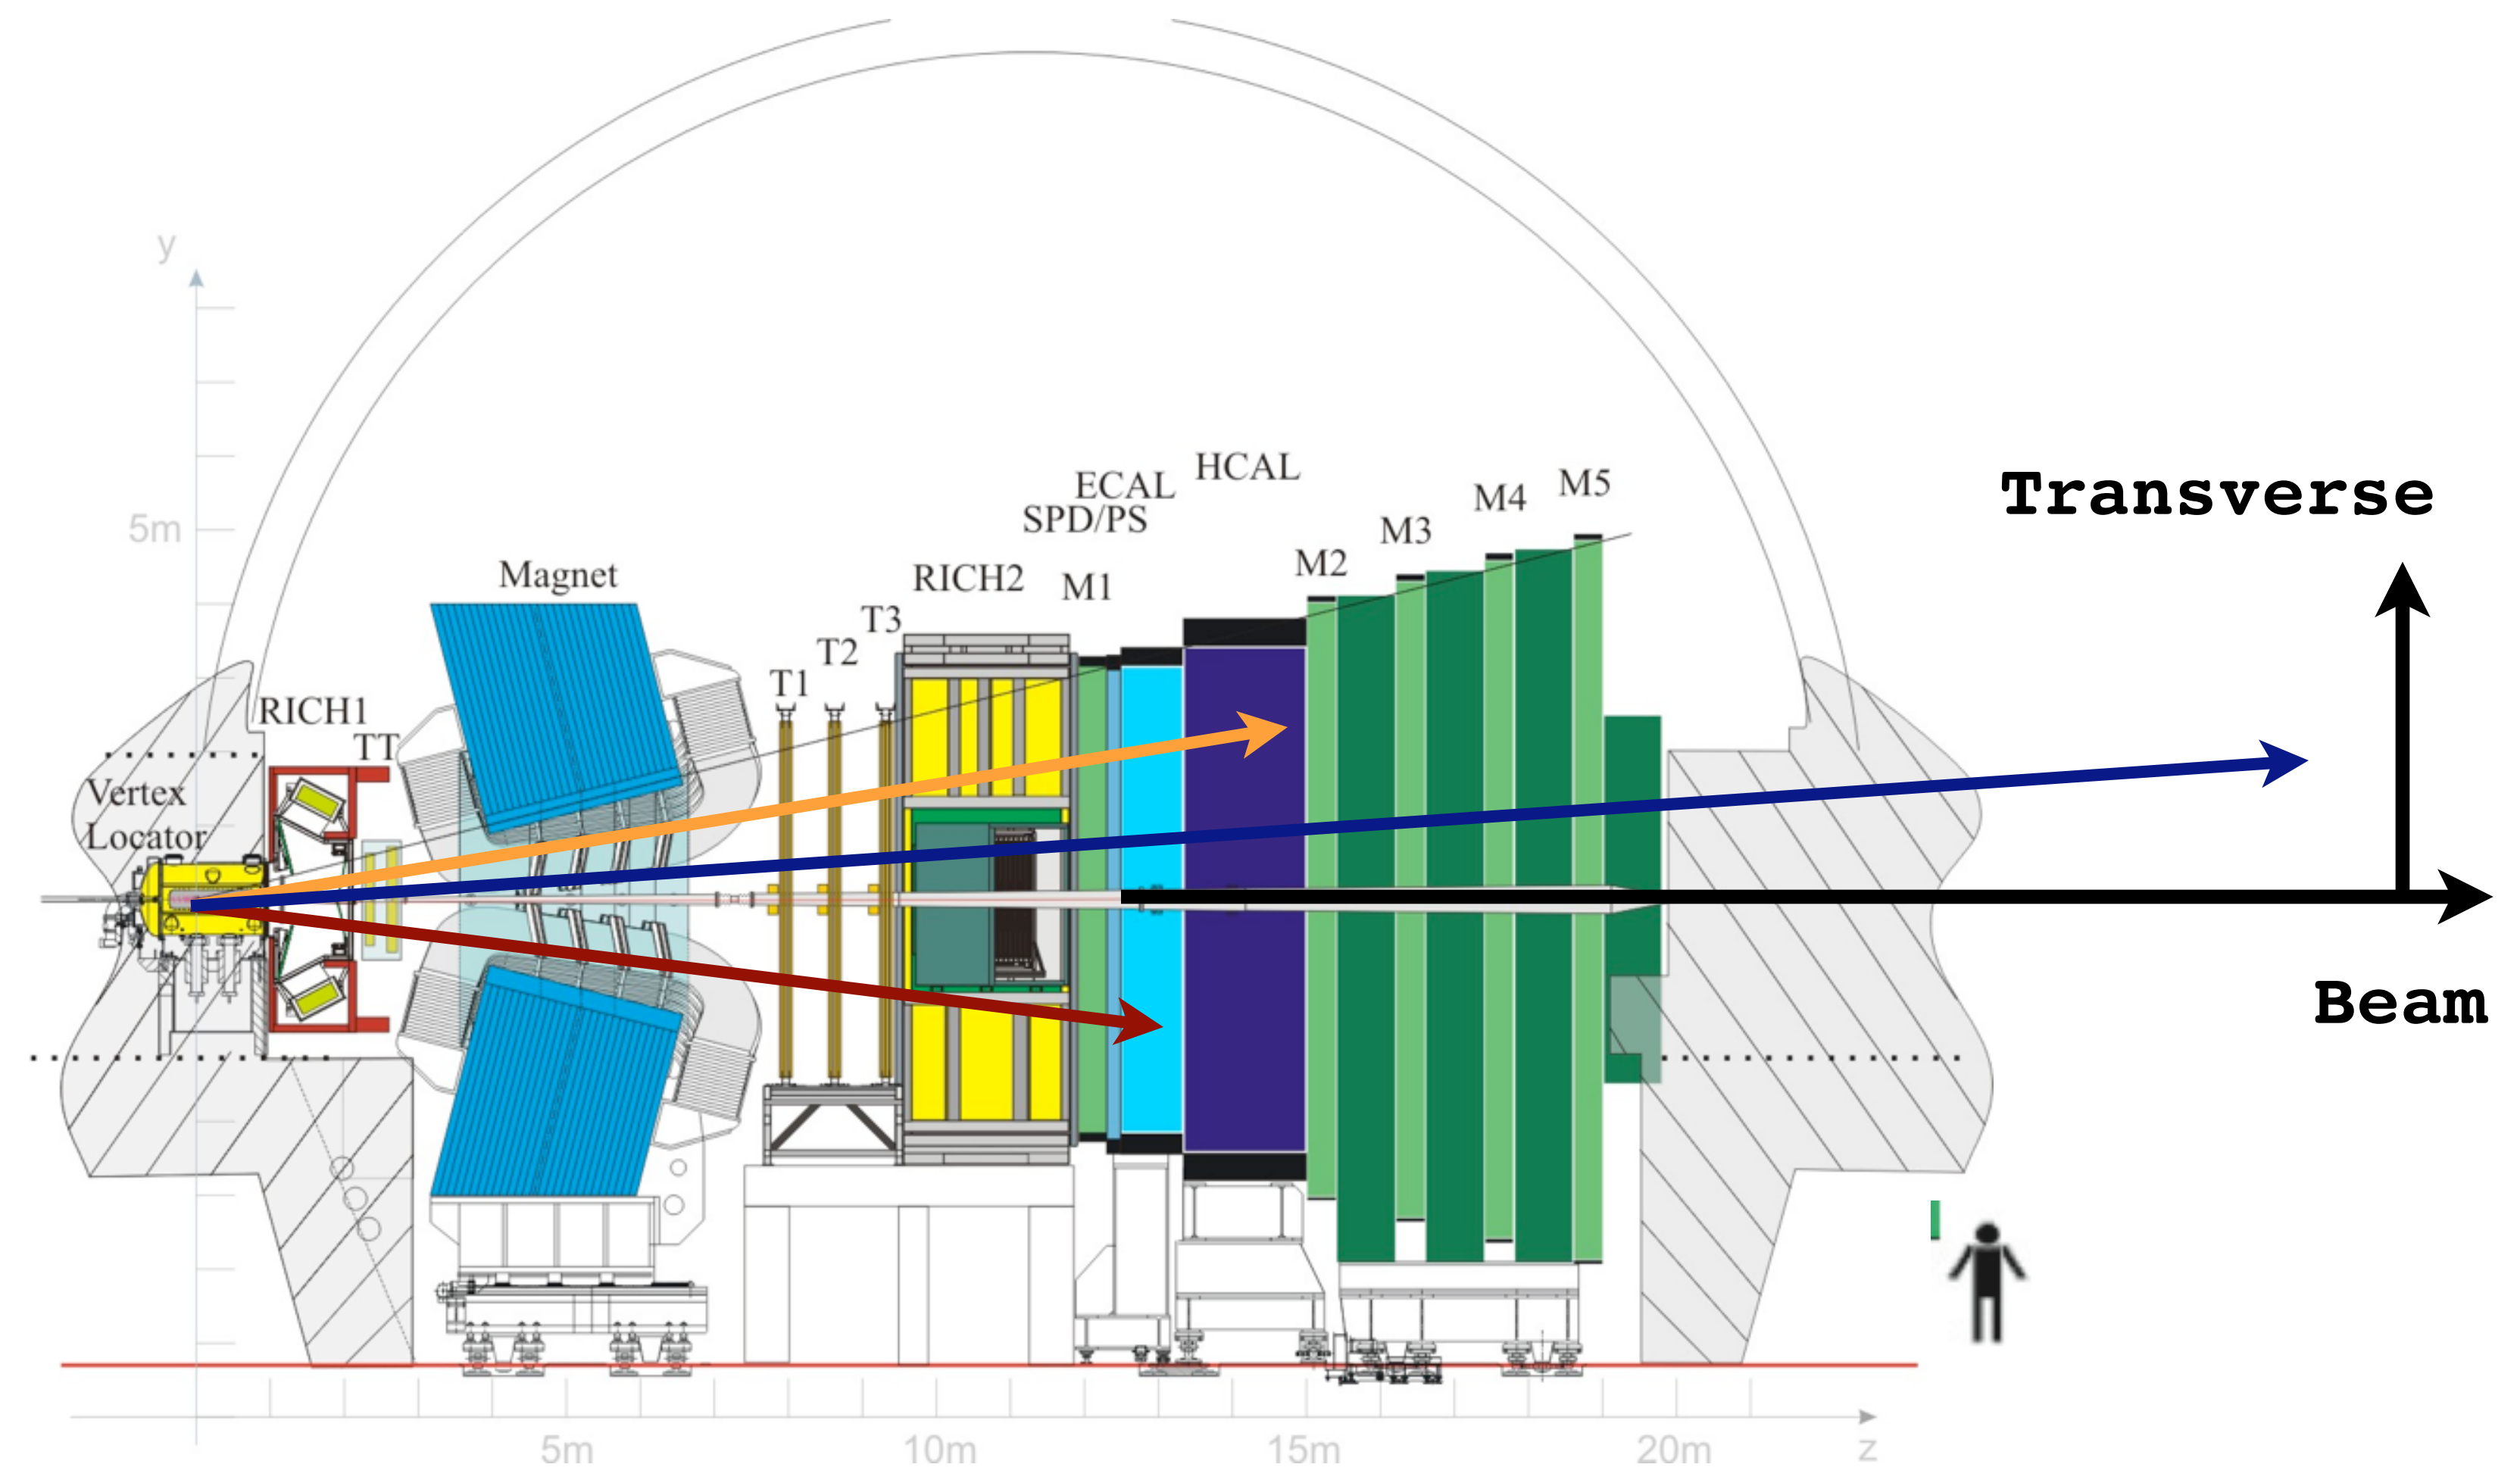 y
5m
Transverse
HCAL
ECAL
SPD/PS
M5
M4
M3
M2
Magnet
RICH2
M1
T3
T2
T1
RICH1
TT
Vertex
Locator
Beam
5m
10m
15m
20m
z